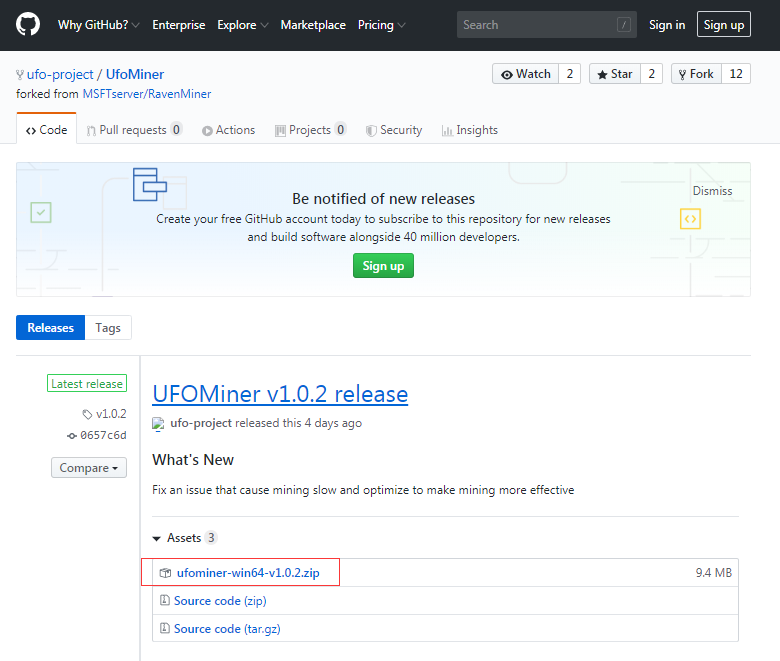 Why GitHub? Enterprise Explore Marketplace Pricing Search / Sign in Sign up
ufo-project / UfoMiner Watch 2 Star 2 Fork 12
forked from MSFTserver/RavenMiner
Code Pull requests 0 Actions Projects 0 Security Insights
Dismiss
Be notified of new releases
Create your free GitHub account today to subscribe to this repository for new releases
and build software alongside 40 million developers.
Sign up
Releases Tags
Latest release
v1.0.2
0657c6d
Compare
UFOMiner v1.0.2 release
ufo-project released this 4 days ago
What's New
Fix an issue that cause mining slow and optimize to make mining more effective
Assets 3
ufominer-win64-v1.0.2.zip 9.4 MB
Source code (zip)
Source code (tar.gz)